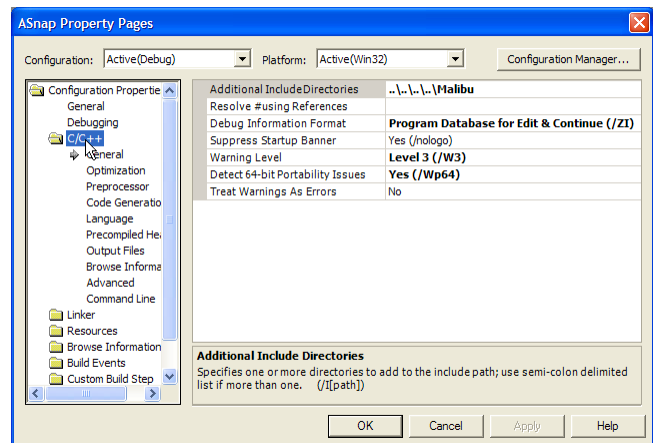 ASnap Property Pages
Configuration: Active(Debug) Platform: Active(Win32) Configuration Manager...
Configuration Propertie
General
Debugging
C/C++
General
Optimization
Preprocessor
Code Generatio
Language
Precompiled Hea
Output Files
Browse Informa
Advanced
Command Line
Linker
Resources
Browse Information
Build Events
Custom Build Step
Additional IncludeDirectories ..\..\..\..\Malibu
Resolve #using References
Debug Information Format Program Database for Edit & Continue (/ZI)
Suppress Startup Banner Yes (/nologo)
Warning Level Level 3 (/W3)
Detect 64-bit Portability Issues Yes (/Wp64)
Treat Warnings As Errors No
Additional Include Directories
Specifies one or more directories to add to the include path; use semi-colon delimited
list if more than one. (/I[path])
OK Cancel Apply Help